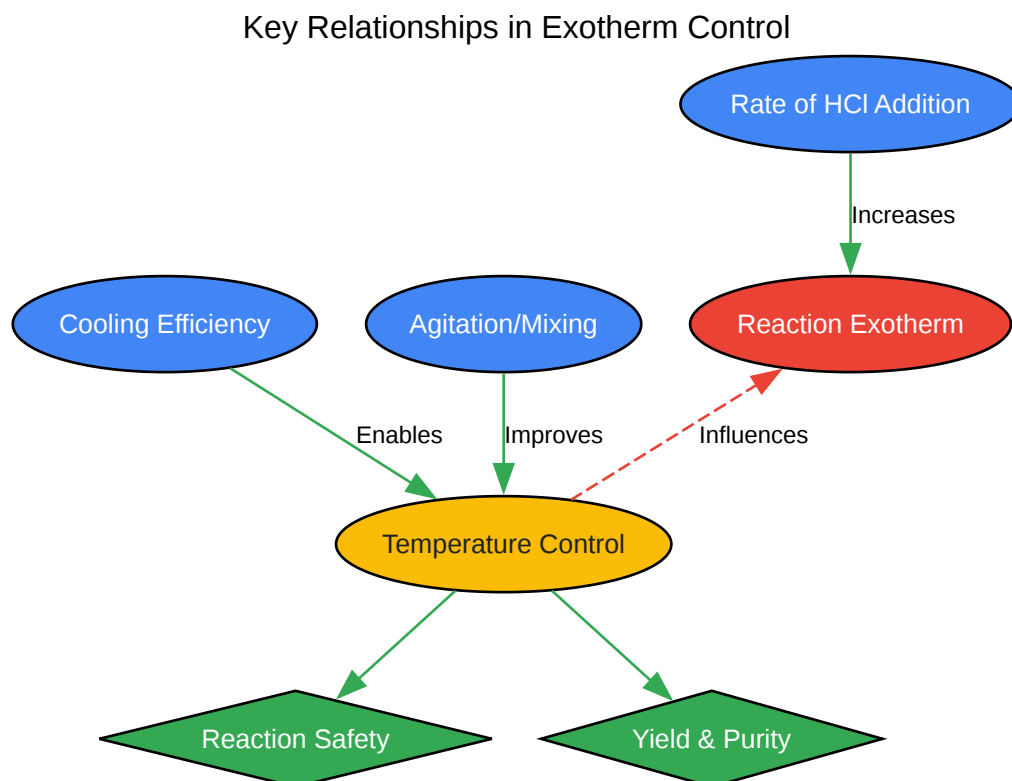 Key Relationships in Exotherm Control
Rate of HCl Addition
Increases
Cooling Efficiency
Agitation/Mixing
Reaction Exotherm
Enables
Improves
Influences
Temperature Control
Reaction Safety
Yield & Purity